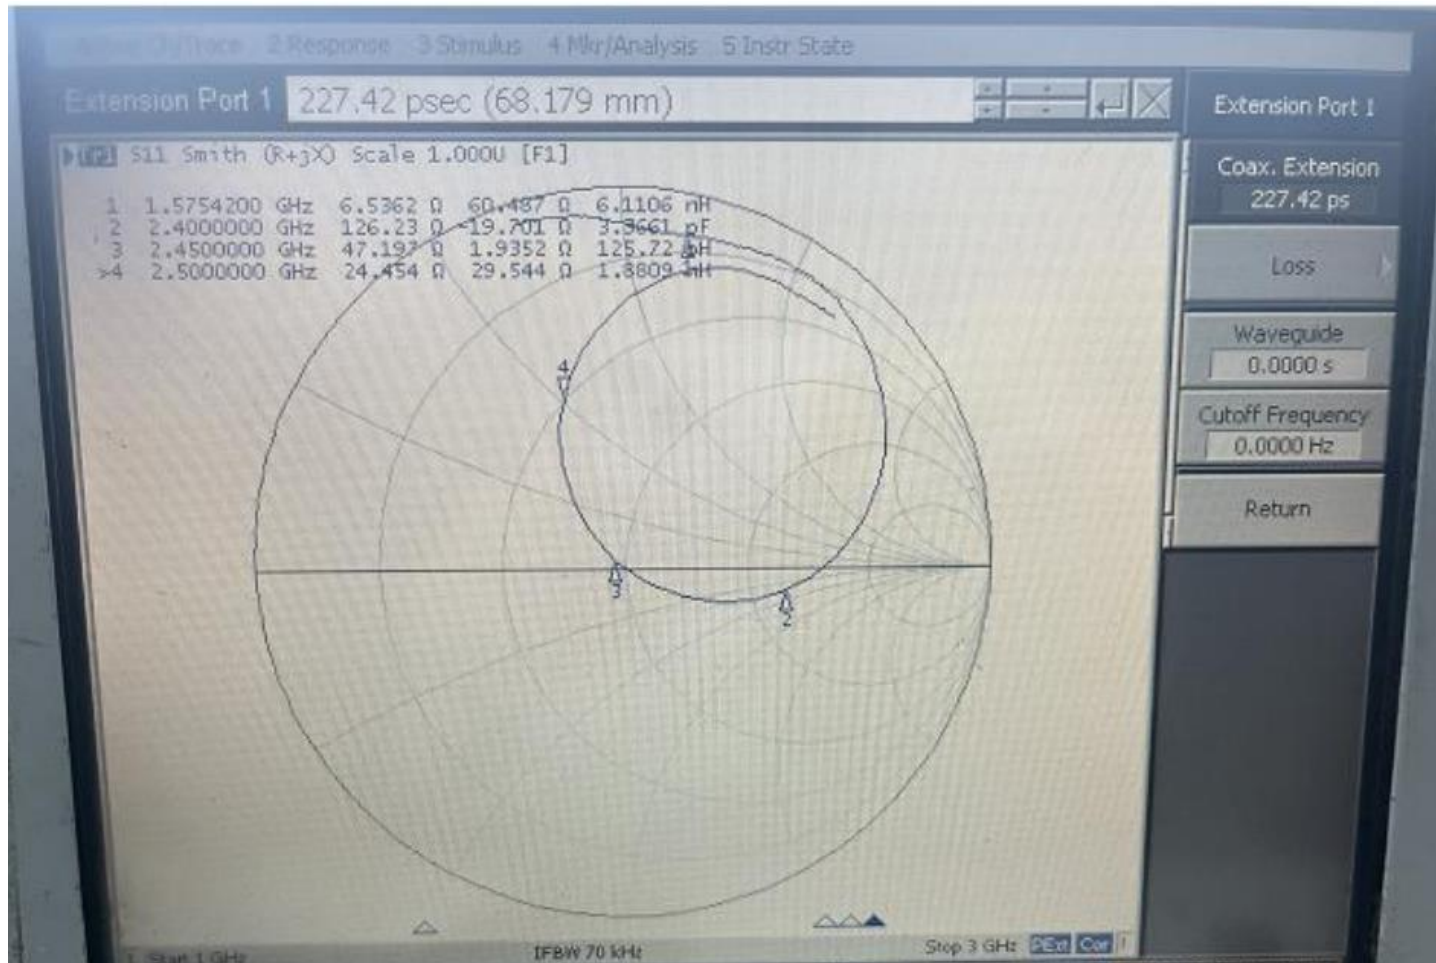 2 Response 3 Stimulus 4 Mkr/Analysis 5 Instr State
Extension Port 1 227.42 psec (68.179 mm)
S11 Smith (R+jX) Scale 1.000U [F1]
1 1.5754200 GHz 6.5362 Ω 60.487 Ω 6.1106 nH
2 2.4000000 GHz 126.23 Ω -19.701 Ω 3.3661 pF
3 2.4500000 GHz 47.197 Ω 1.9352 Ω 125.72 pH
>4 2.5000000 GHz 24.454 Ω 29.544 Ω 1.8809 nH
4
3
2
1 Start 1 GHz
IFBW 70 kHz
Stop 3 GHz PExt Cor !
Extension Port 1
Coax. Extension
227.42 ps
Loss
Waveguide
0.0000 s
Cutoff Frequency
0.0000 Hz
Return